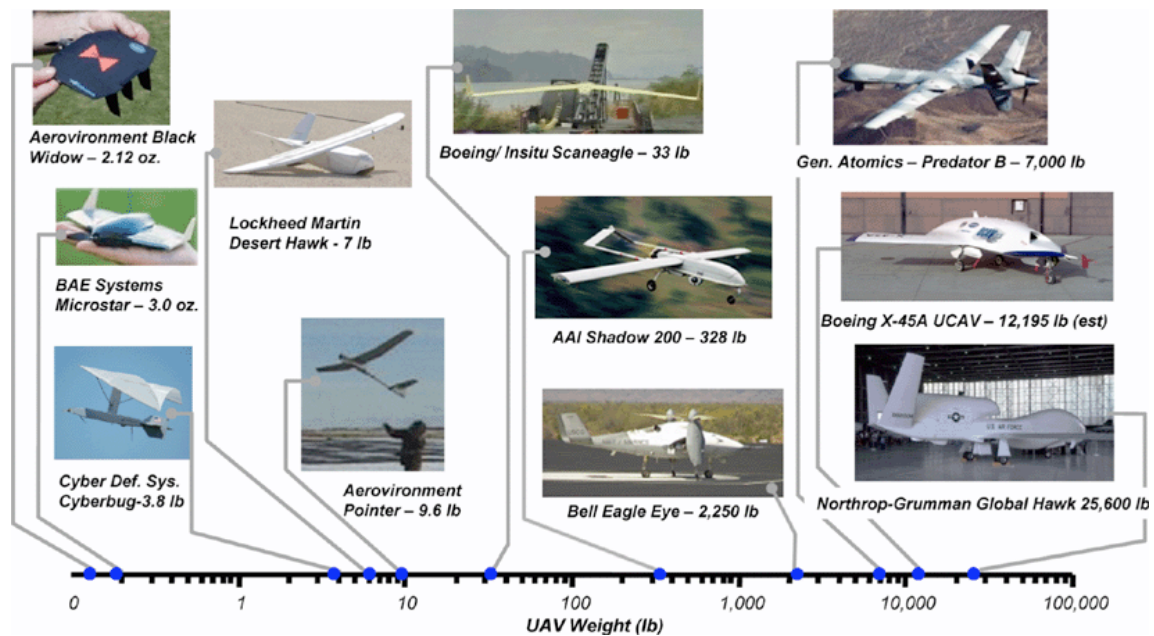 Aerovironment Black
Widow – 2.12 oz.
BAE Systems
Microstar – 3.0 oz.
Cyber Def. Sys.
Cyberbug-3.8 lb
Lockheed Martin
Desert Hawk - 7 lb
Aerovironment
Pointer – 9.6 lb
Boeing/ Insitu Scaneagle – 33 lb
AAI Shadow 200 – 328 lb
Bell Eagle Eye – 2,250 lb
Gen. Atomics – Predator B – 7,000 lb
Boeing X-45A UCAV – 12,195 lb (est)
U.S. AIR FORCE
Northrop-Grumman Global Hawk 25,600 lb
0 1 10 100 1,000 10,000 100,000
UAV Weight (lb)